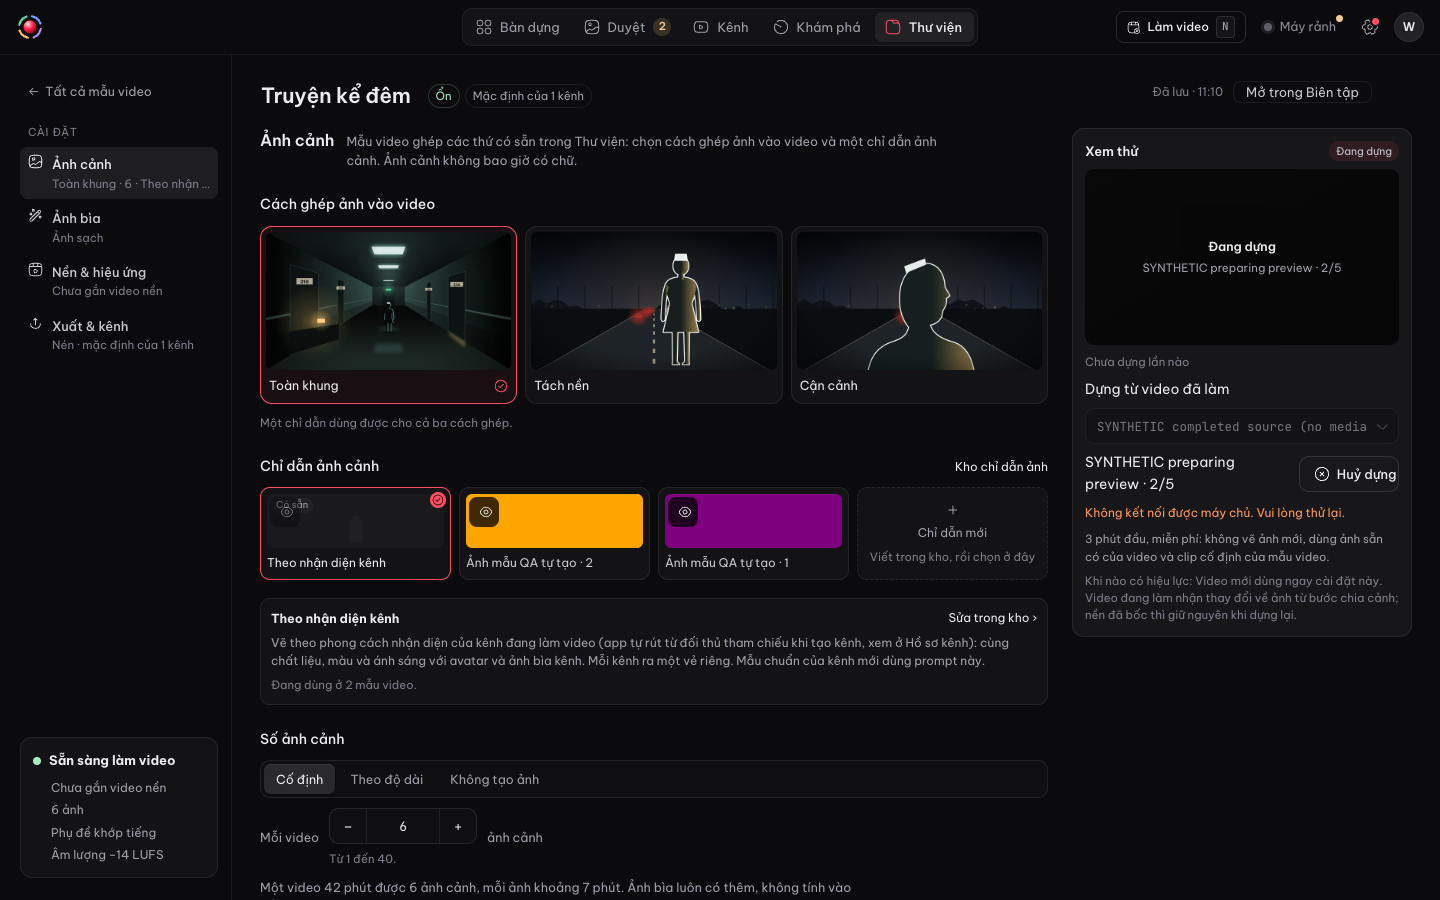 Bàn dựng
Duyệt 2
Kênh
Khám phá
Thư viện
Làm video N
Máy rảnh
W
← Tất cả mẫu video
CÀI ĐẶT
Ảnh cảnh
Toàn khung · 6 · Theo nhận ...
Ảnh bìa
Ảnh sạch
Nền & hiệu ứng
Chưa gắn video nền
Xuất & kênh
Nén · mặc định của 1 kênh
Sẵn sàng làm video
Chưa gắn video nền
6 ảnh
Phụ đề khớp tiếng
Âm lượng -14 LUFS
Truyện kể đêm
Ổn
Mặc định của 1 kênh
Đã lưu · 11:10
Mở trong Biên tập
Ảnh cảnh
Mẫu video ghép các thứ có sẵn trong Thư viện: chọn cách ghép ảnh vào video và một chỉ dẫn ảnh
cảnh. Ảnh cảnh không bao giờ có chữ.
Cách ghép ảnh vào video
Toàn khung
Tách nền
Cận cảnh
Một chỉ dẫn dùng được cho cả ba cách ghép.
Chỉ dẫn ảnh cảnh
Kho chỉ dẫn ảnh
Có sẵn
Theo nhận diện kênh
Ảnh mẫu QA tự tạo · 2
Ảnh mẫu QA tự tạo · 1
+
Chỉ dẫn mới
Viết trong kho, rồi chọn ở đây
Theo nhận diện kênh
Sửa trong kho ›
Vẽ theo phong cách nhận diện của kênh đang làm video (app tự rút từ đối thủ tham chiếu khi tạo kênh, xem ở Hồ sơ kênh): cùng
chất liệu, màu và ánh sáng với avatar và ảnh bìa kênh. Mỗi kênh ra một vẻ riêng. Mẫu chuẩn của kênh mới dùng prompt này.
Đang dùng ở 2 mẫu video.
Số ảnh cảnh
Cố định
Theo độ dài
Không tạo ảnh
Mỗi video − 6 + ảnh cảnh
Từ 1 đến 40.
Một video 42 phút được 6 ảnh cảnh, mỗi ảnh khoảng 7 phút. Ảnh bìa luôn có thêm, không tính vào
Xem thử
Đang dựng
Đang dựng
SYNTHETIC preparing preview · 2/5
Chưa dựng lần nào
Dựng từ video đã làm
SYNTHETIC completed source (no media
SYNTHETIC preparing
preview · 2/5
Huỷ dựng
Không kết nối được máy chủ. Vui lòng thử lại.
3 phút đầu, miễn phí: không vẽ ảnh mới, dùng ảnh sẵn
có của video và clip cố định của mẫu video.
Khi nào có hiệu lực: Video mới dùng ngay cài đặt này.
Video đang làm nhận thay đổi về ảnh từ bước chia cảnh;
nền đã bốc thì giữ nguyên khi dựng lại.